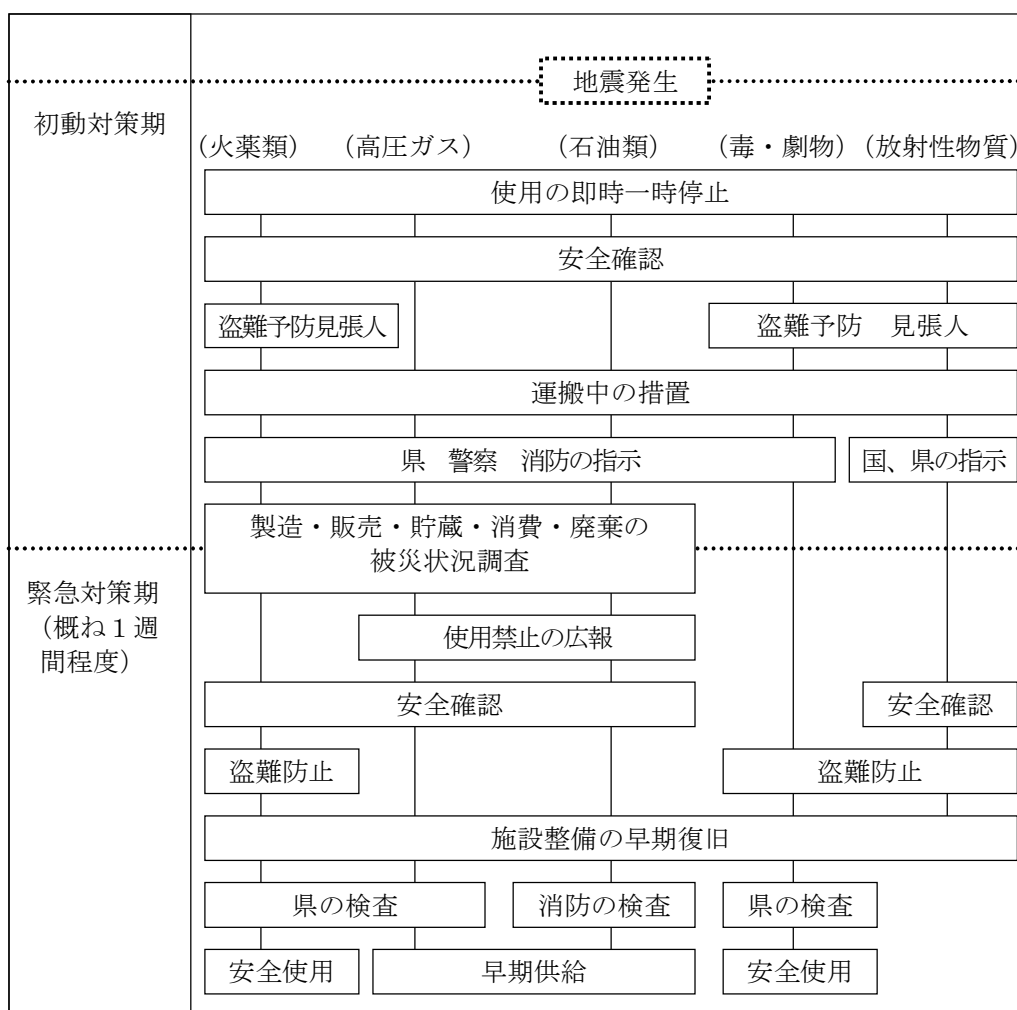 地震発生
初動対策期
(火薬類) (高圧ガス) (石油類) (毒・劇物) (放射性物質)
使用の即時一時停止
安全確認
盗難予防見張人 盗難予防　見張人
運搬中の措置
県　警察　消防の指示 国、県の指示
製造・販売・貯蔵・消費・廃棄の
被災状況調査
緊急対策期
(概ね１週
間程度)
使用禁止の広報
安全確認 安全確認
盗難防止 盗難防止
施設整備の早期復旧
県の検査 消防の検査 県の検査
安全使用 早期供給 安全使用